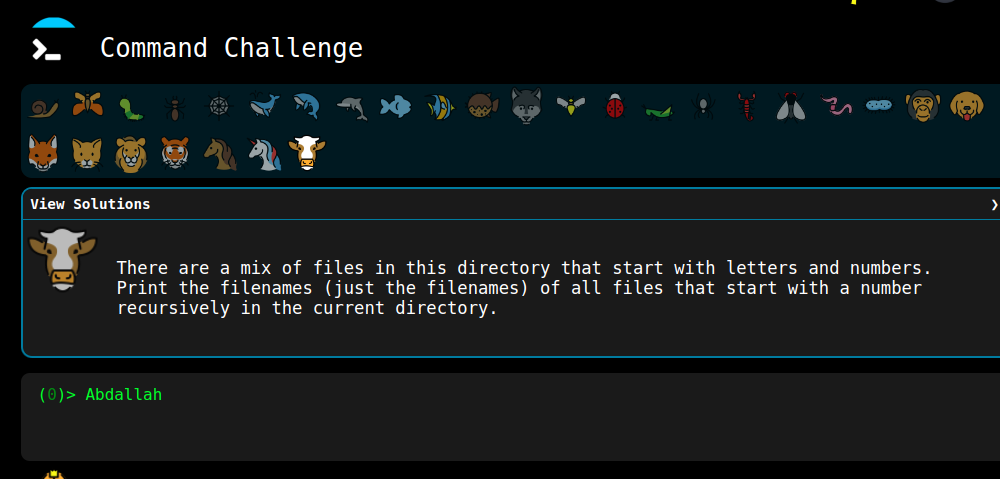 Command Challenge
View Solutions
There are a mix of files in this directory that start with letters and numbers.
Print the filenames (just the filenames) of all files that start with a number
recursively in the current directory.
(0)> Abdallah